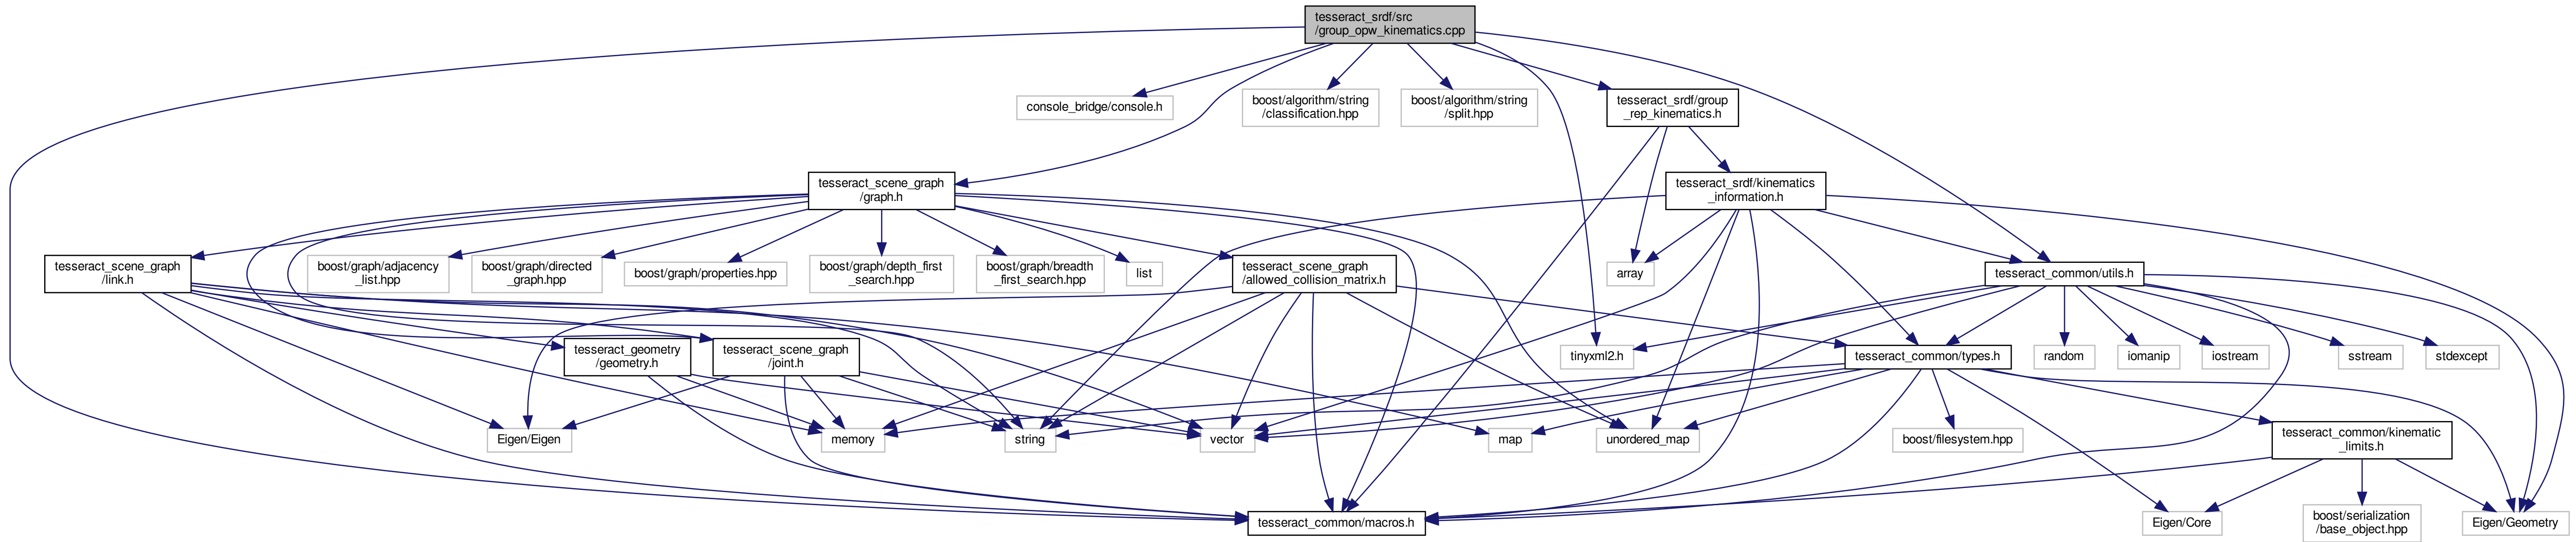 tesseract_srdf/src
/group_opw_kinematics.cpp
console_bridge/console.h
boost/algorithm/string
/classification.hpp
boost/algorithm/string
/split.hpp
tesseract_srdf/group
_rep_kinematics.h
tesseract_scene_graph
/graph.h
tesseract_srdf/kinematics
_information.h
tesseract_scene_graph
/link.h
boost/graph/adjacency
_list.hpp
boost/graph/directed
_graph.hpp
boost/graph/properties.hpp
boost/graph/depth_first
_search.hpp
boost/graph/breadth
_first_search.hpp
list
tesseract_scene_graph
/allowed_collision_matrix.h
array
tesseract_common/utils.h
tesseract_geometry
/geometry.h
tesseract_scene_graph
/joint.h
tinyxml2.h
tesseract_common/types.h
random
iomanip
iostream
sstream
stdexcept
Eigen/Eigen
memory
string
vector
map
unordered_map
boost/filesystem.hpp
tesseract_common/kinematic
_limits.h
tesseract_common/macros.h
Eigen/Core
boost/serialization
/base_object.hpp
Eigen/Geometry